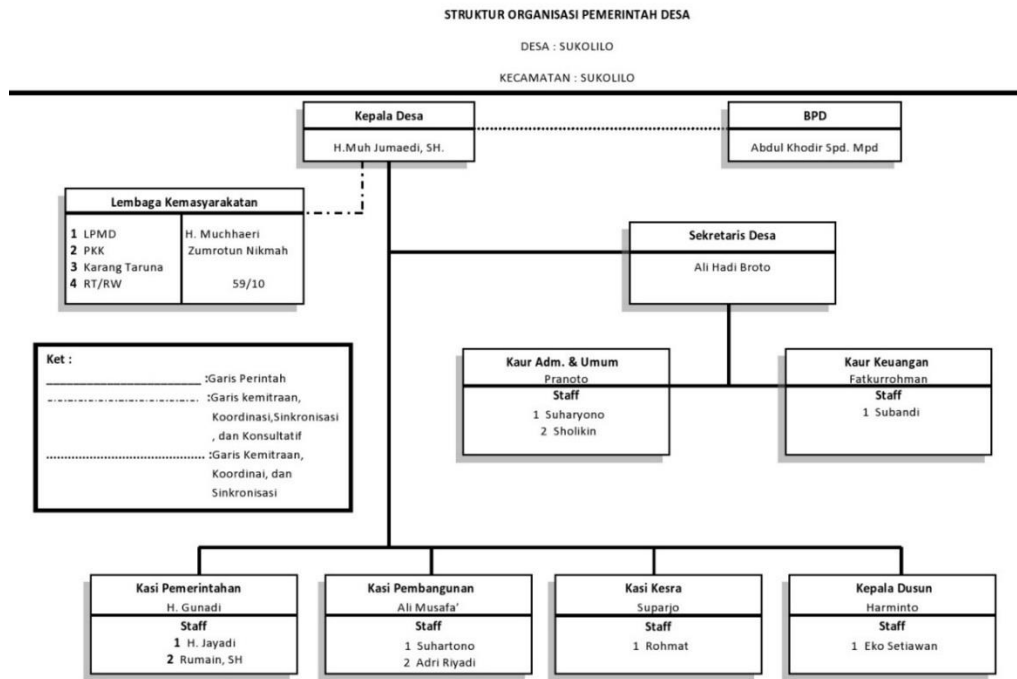 STRUKTUR ORGANISASI PEMERINTAH DESA
DESA : SUKOLILO
KECAMATAN : SUKOLILO
Kepala Desa
H.Muh Jumaedi, SH.
BPD
Abdul Khodir Spd. Mpd
Lembaga Kemasyarakatan
1 LPMD H. Muchhaeri
2 PKK Zumrotun Nikmah
3 Karang Taruna
4 RT/RW 59/10
Sekretaris Desa
Ali Hadi Broto
Ket :
:Garis Perintah
:Garis kemitraan,
Koordinasi,Sinkronisasi
, dan Konsultatif
:Garis Kemitraan,
Koordinai, dan
Sinkronisasi
Kaur Adm. & Umum
Pranoto
Staff
1 Suharyono
2 Sholikin
Kaur Keuangan
Fatkurrohman
Staff
1 Subandi
Kasi Pemerintahan
H. Gunadi
Staff
1 H. Jayadi
2 Rumain, SH
Kasi Pembangunan
Ali Musafa'
Staff
1 Suhartono
2 Adri Riyadi
Kasi Kesra
Suparjo
Staff
1 Rohmat
Kepala Dusun
Harminto
Staff
1 Eko Setiawan